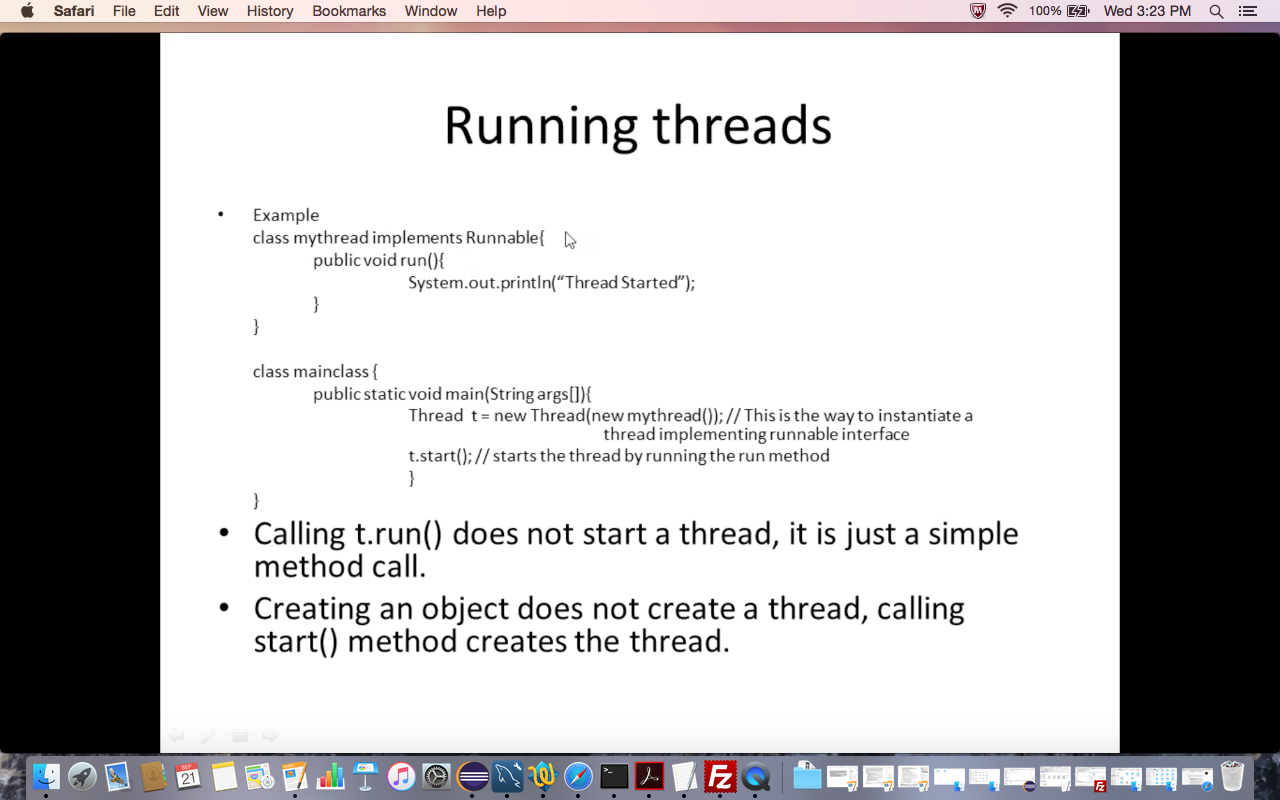 Safari File Edit View History Bookmarks Window Help 100% Wed 3:23 PM
Running threads
• Example
class mythread implements Runnable{
public void run(){
System.out.println(“Thread Started”);
}
}
class mainclass {
public static void main(String args[]){
Thread t = new Thread(new mythread()); // This is the way to instantiate a
thread implementing runnable interface
t.start(); // starts the thread by running the run method
}
}
• Calling t.run() does not start a thread, it is just a simple
method call.
• Creating an object does not create a thread, calling
start() method creates the thread.
SEP
21